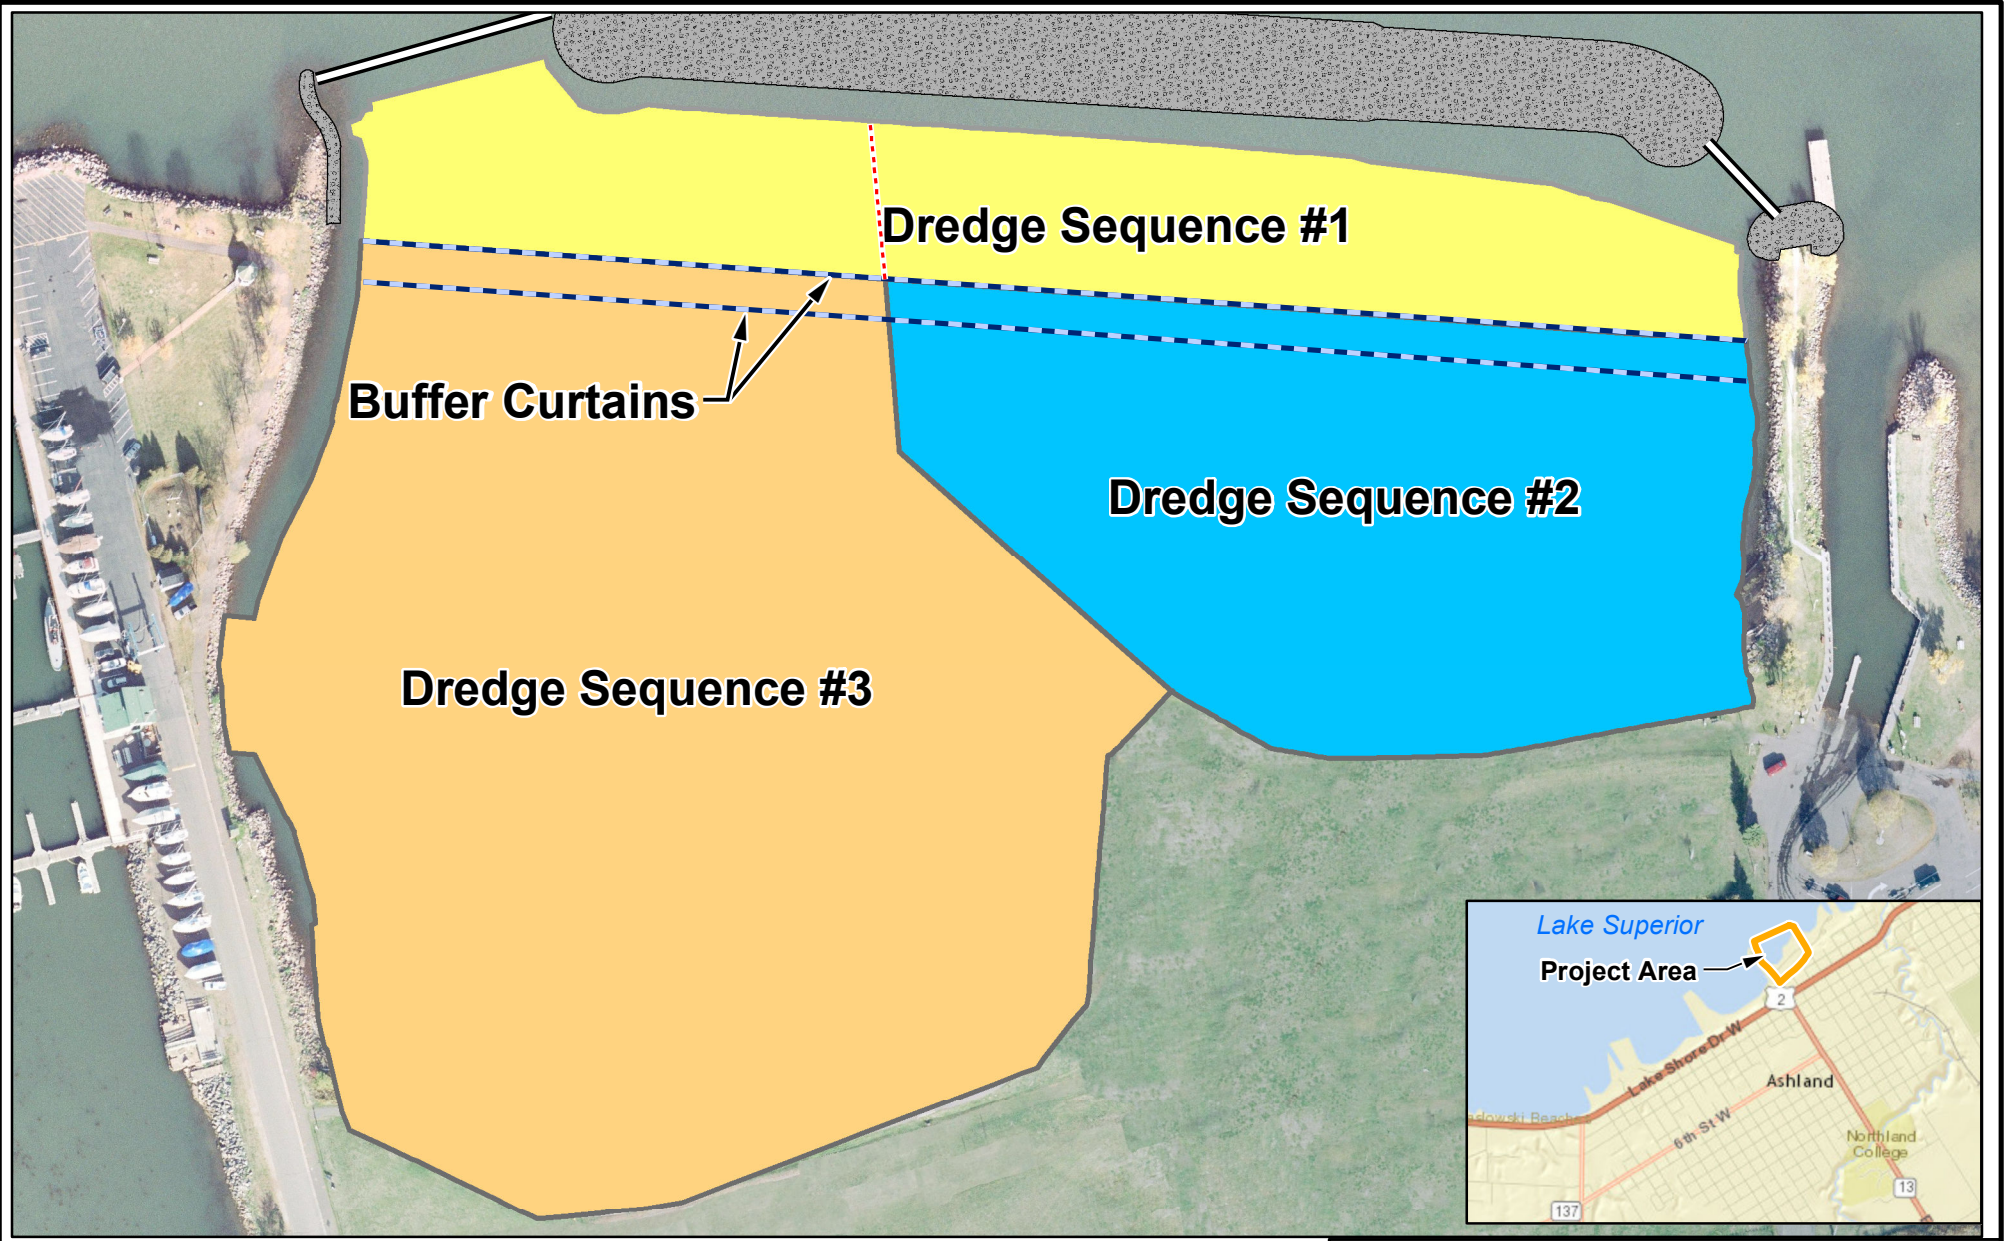 Dredge Sequence #1
Buffer Curtains
Dredge Sequence #2
Dredge Sequence #3
Lake Superior
Project Area
2
Lake Shore Dr W
Ashland
6th St W
Northland
College
13
137